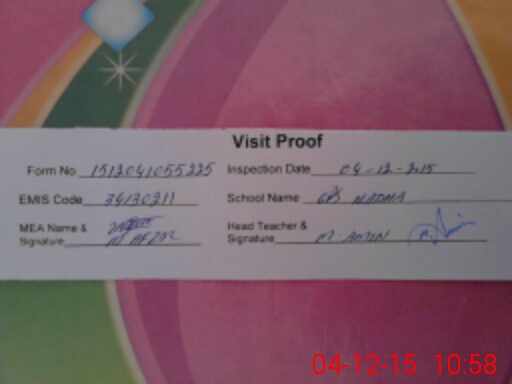 Visit Proof
Form No. 1512041055225 Inspection Date 04-12-2015
EMIS Code 34130211 School Name GPS NADHA
MEA Name & Signature M AFZAL
Head Teacher & Signature M. AMIN
04-12-15 10:58